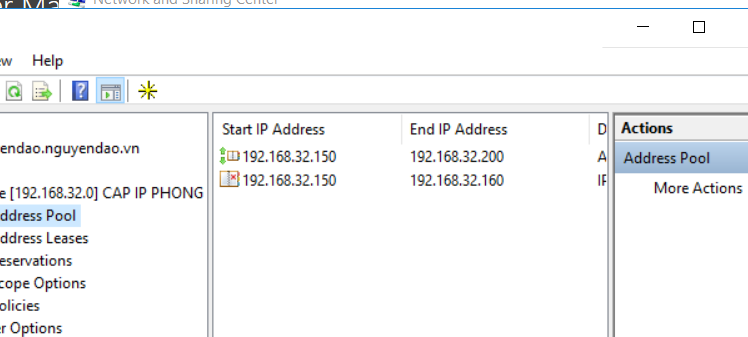 er Ma
Network and Sharing Center
ew Help
Start IP Address End IP Address D Actions
endao.nguyendao.vn
192.168.32.150 192.168.32.200 A Address Pool
192.168.32.150 192.168.32.160 IP
e [192.168.32.0] CAP IP PHONG
More Actions
ddress Pool
ddress Leases
eservations
cope Options
olicies
er Options